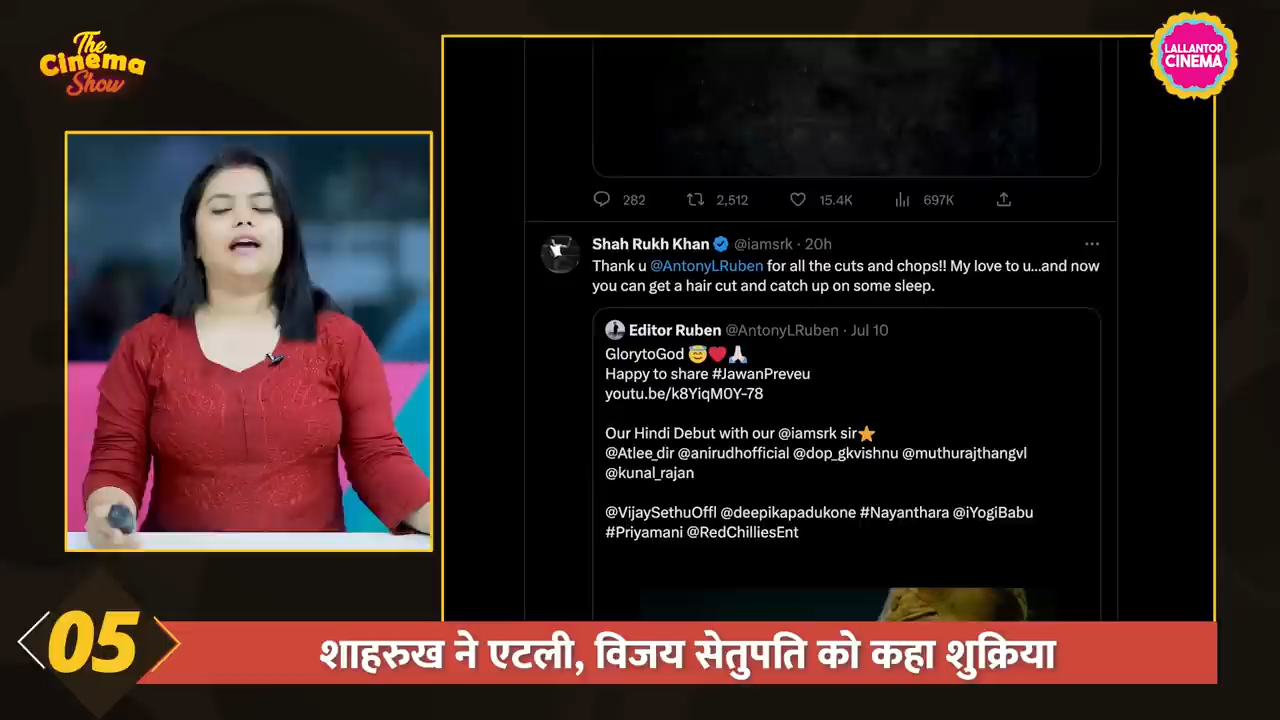 The
Cinema
Show
LALLANTOP
CINEMA
282 2,512 15.4K 697K
Shah Rukh Khan @iamsrk · 20h
Thank u @AntonyLRuben for all the cuts and chops!! My love to u...and now
you can get a hair cut and catch up on some sleep.
Editor Ruben @AntonyLRuben · Jul 10
GlorytoGod 😇❤️🙏🏻
Happy to share #JawanPreveu
youtu.be/k8YiqM0Y-78
Our Hindi Debut with our @iamsrk sir⭐
@Atlee_dir @anirudhofficial @dop_gkvishnu @muthurajthangvl
@kunal_rajan
@VijaySethuOffl @deepikapadukone #Nayanthara @iYogiBabu
#Priyamani @RedChilliesEnt
05
शाहरुख ने एटली, विजय सेतुपति को कहा शुक्रिया